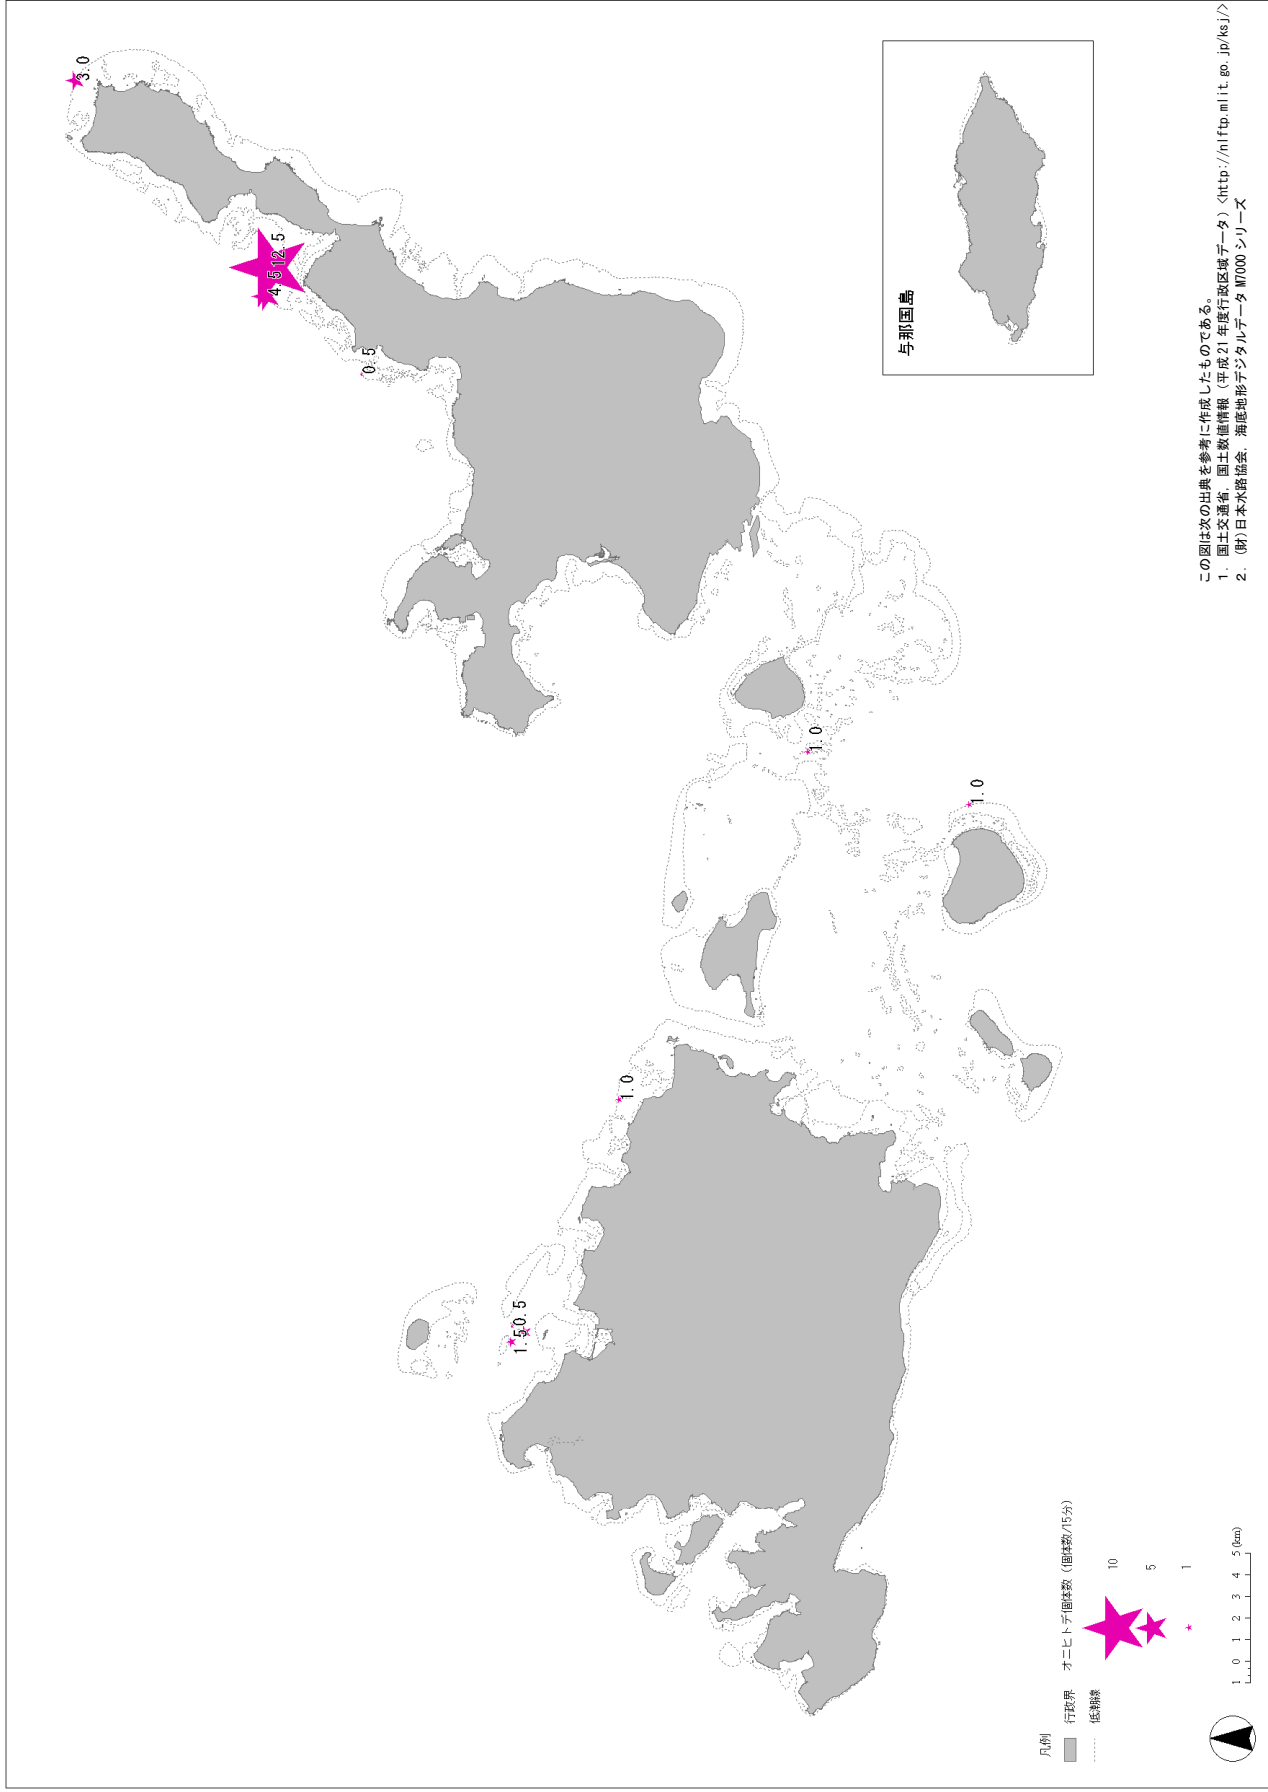 3.0
12.5
4.5
0.5
1.0
1.0
1.0
0.5
1.5
与那国島
凡例
行政界
低潮線
オニヒトデ個体数 (個体数/15分)
10
5
1
1 0 1 2 3 4 5 (km)
この図は次の出典を参考に作成したものである。
1. 国土交通省, 国土数値情報 (平成21年度行政区域データ) <http://nlftp.mlit.go.jp/ksj/>
2. (財)日本水路協会, 海底地形デジタルデータ M7000 シリーズ